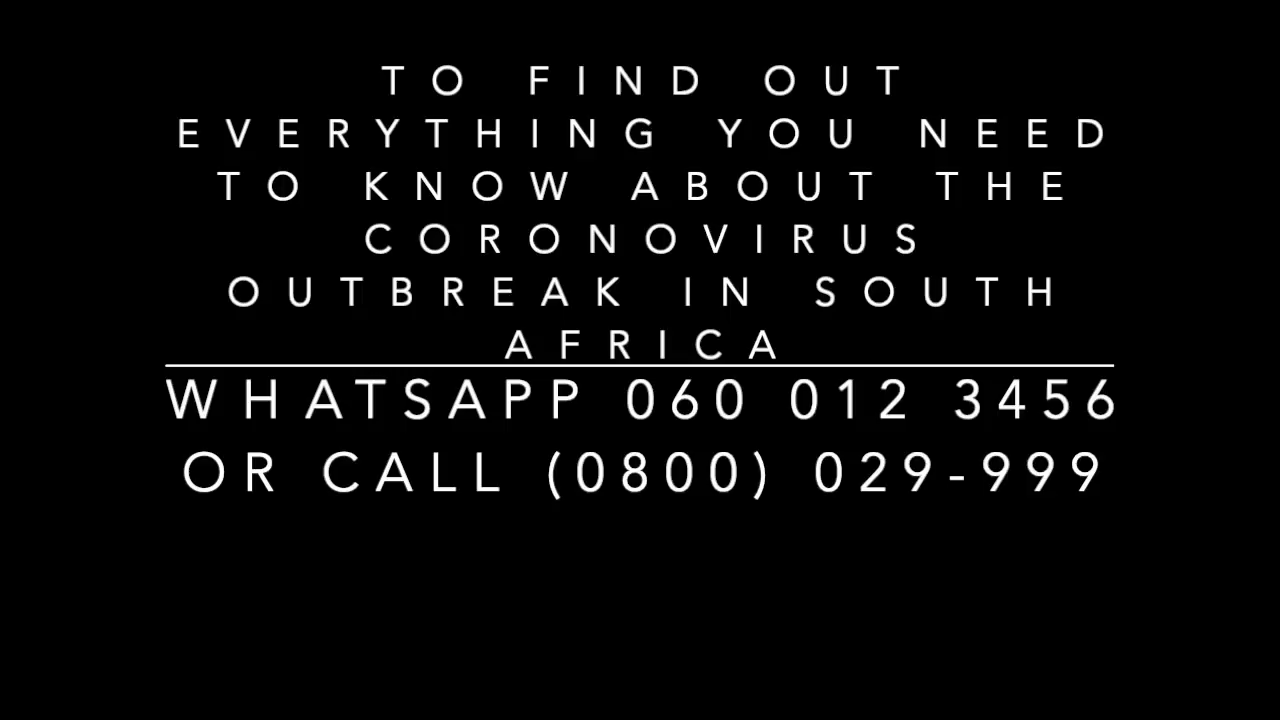 TO FIND OUT
EVERYTHING YOU NEED
TO KNOW ABOUT THE
CORONOVIRUS
OUTBREAK IN SOUTH
AFRICA
WHATSAPP 060 012 3456
OR CALL (0800) 029-999